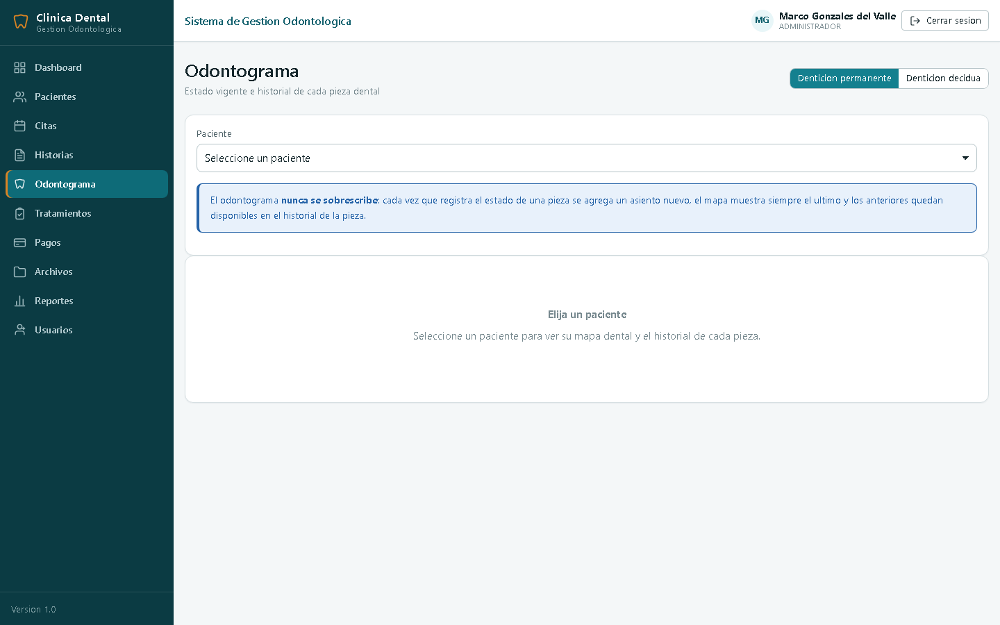 Clinica Dental
Gestion Odontologica
Dashboard
Pacientes
Citas
Historias
Odontograma
Tratamientos
Pagos
Archivos
Reportes
Usuarios
Version 1.0
Sistema de Gestion Odontologica
MG
Marco Gonzales del Valle
ADMINISTRADOR
Cerrar sesion
Odontograma
Estado vigente e historial de cada pieza dental
Denticion permanente
Denticion decidua
Paciente
Seleccione un paciente
El odontograma nunca se sobrescribe: cada vez que registra el estado de una pieza se agrega un asiento nuevo, el mapa muestra siempre el ultimo y los anteriores quedan
disponibles en el historial de la pieza.
Elija un paciente
Seleccione un paciente para ver su mapa dental y el historial de cada pieza.